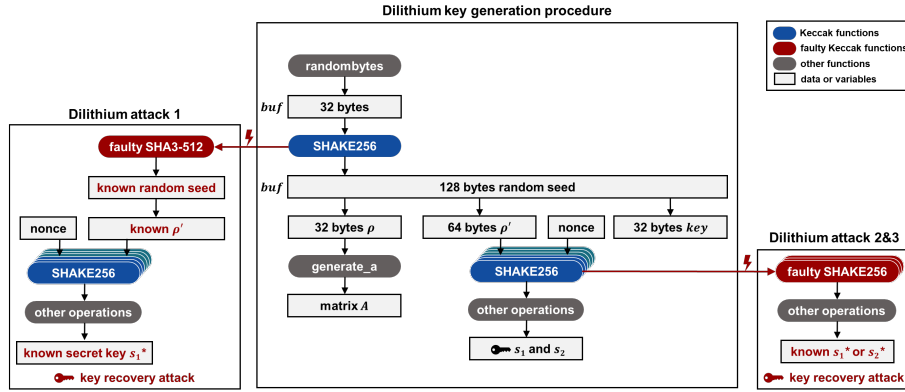 Dilithium key generation procedure
Keccak functions
faulty Keccak functions
other functions
data or variables
randombytes
buf
32 bytes
SHAKE256
buf
128 bytes random seed
32 bytes ρ
64 bytes ρ′
nonce
32 bytes key
generate_a
SHAKE256
matrix A
other operations
s₁ and s₂
Dilithium attack 1
faulty SHA3-512
known random seed
nonce
known ρ′
SHAKE256
other operations
known secret key s₁*
key recovery attack
Dilithium attack 2&3
faulty SHAKE256
other operations
known s₁* or s₂*
key recovery attack